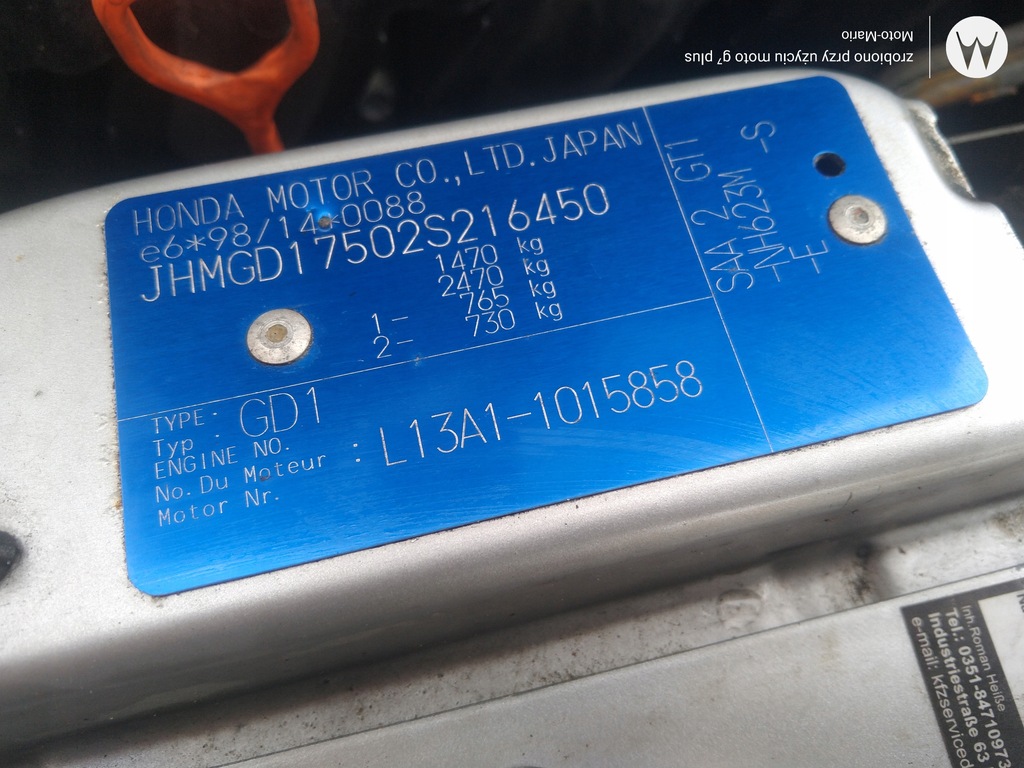 HONDA MOTOR CO.,LTD.JAPAN
e6*98/14*0088
JHMGD17502S216450
1470 kg
2470 kg
1- 765 kg
2- 730 kg
TYPE:
Typ : GD1
ENGINE NO.
No.Du Moteur : L13A1-1015858
Motor Nr.
SAA 2 GT1
-NH623M -S
-E
zrobiono przy użyciu moto g⁷ plus
Moto-Mario
Inh.Roman Heiße
Tel.: 0351-84710973
Industriestraße 63
e-mail: kfzserviced